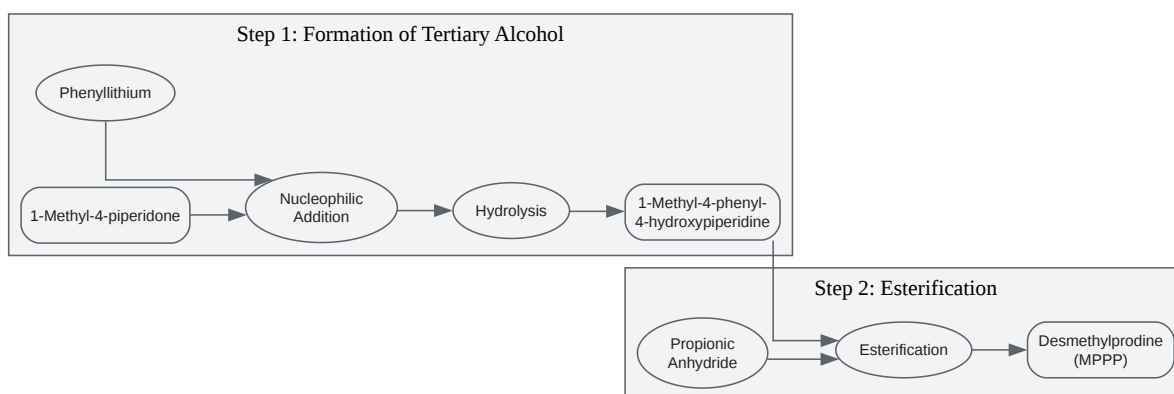 Step 1: Formation of Tertiary Alcohol
Phenyllithium
1-Methyl-4-piperidone
Nucleophilic
Addition
Hydrolysis
1-Methyl-4-phenyl-
4-hydroxypiperidine
Step 2: Esterification
Propionic
Anhydride
Esterification
Desmethylprodine
(MPPP)